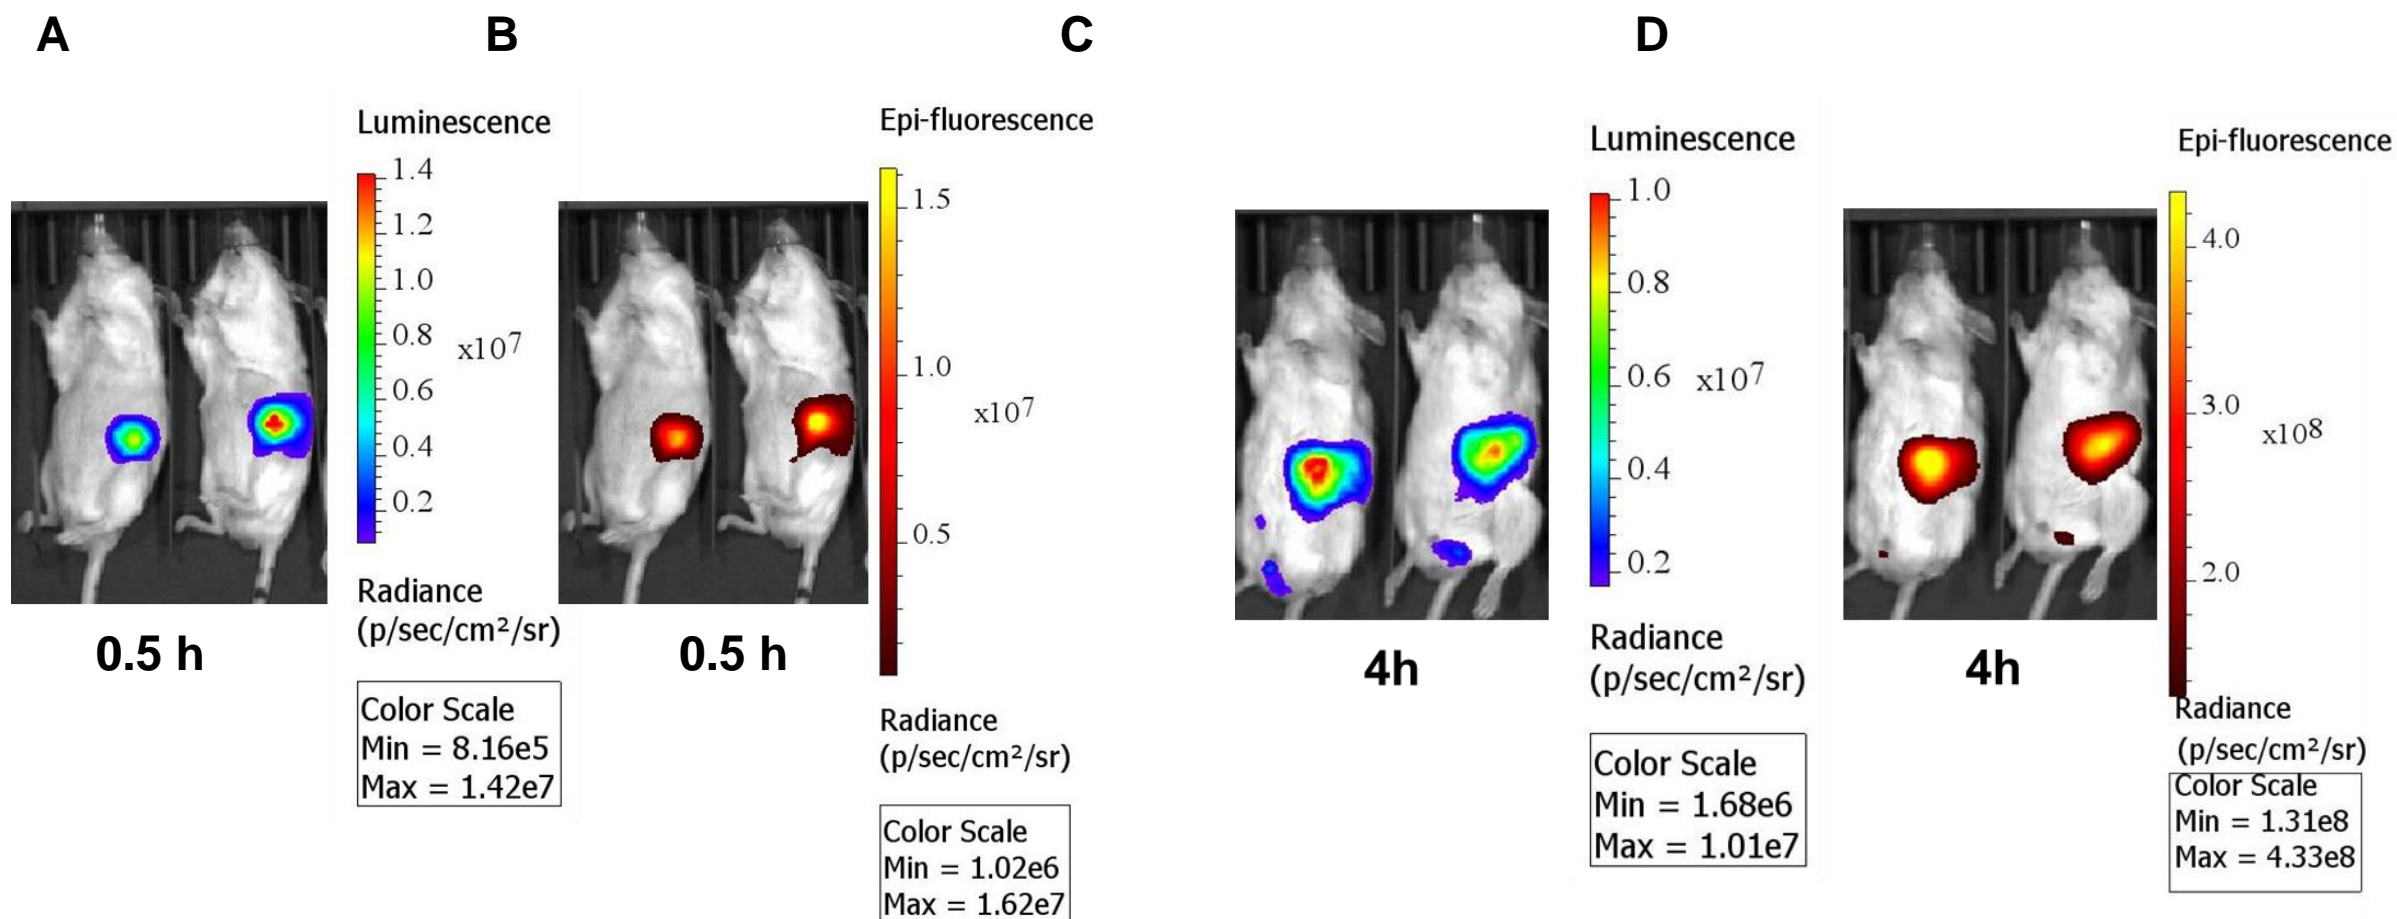 A
B
C
D
Luminescence
1.4
1.2
1.0
0.8
0.6
0.4
0.2
x10⁷
Radiance
(p/sec/cm²/sr)
Color Scale
Min = 8.16e5
Max = 1.42e7
0.5 h
Epi-fluorescence
1.5
1.0
0.5
x10⁷
Radiance
(p/sec/cm²/sr)
Color Scale
Min = 1.02e6
Max = 1.62e7
0.5 h
Luminescence
1.0
0.8
0.6
0.4
0.2
x10⁷
Radiance
(p/sec/cm²/sr)
Color Scale
Min = 1.68e6
Max = 1.01e7
4h
Epi-fluorescence
4.0
3.0
2.0
x10⁸
Radiance
(p/sec/cm²/sr)
Color Scale
Min = 1.31e8
Max = 4.33e8
4h